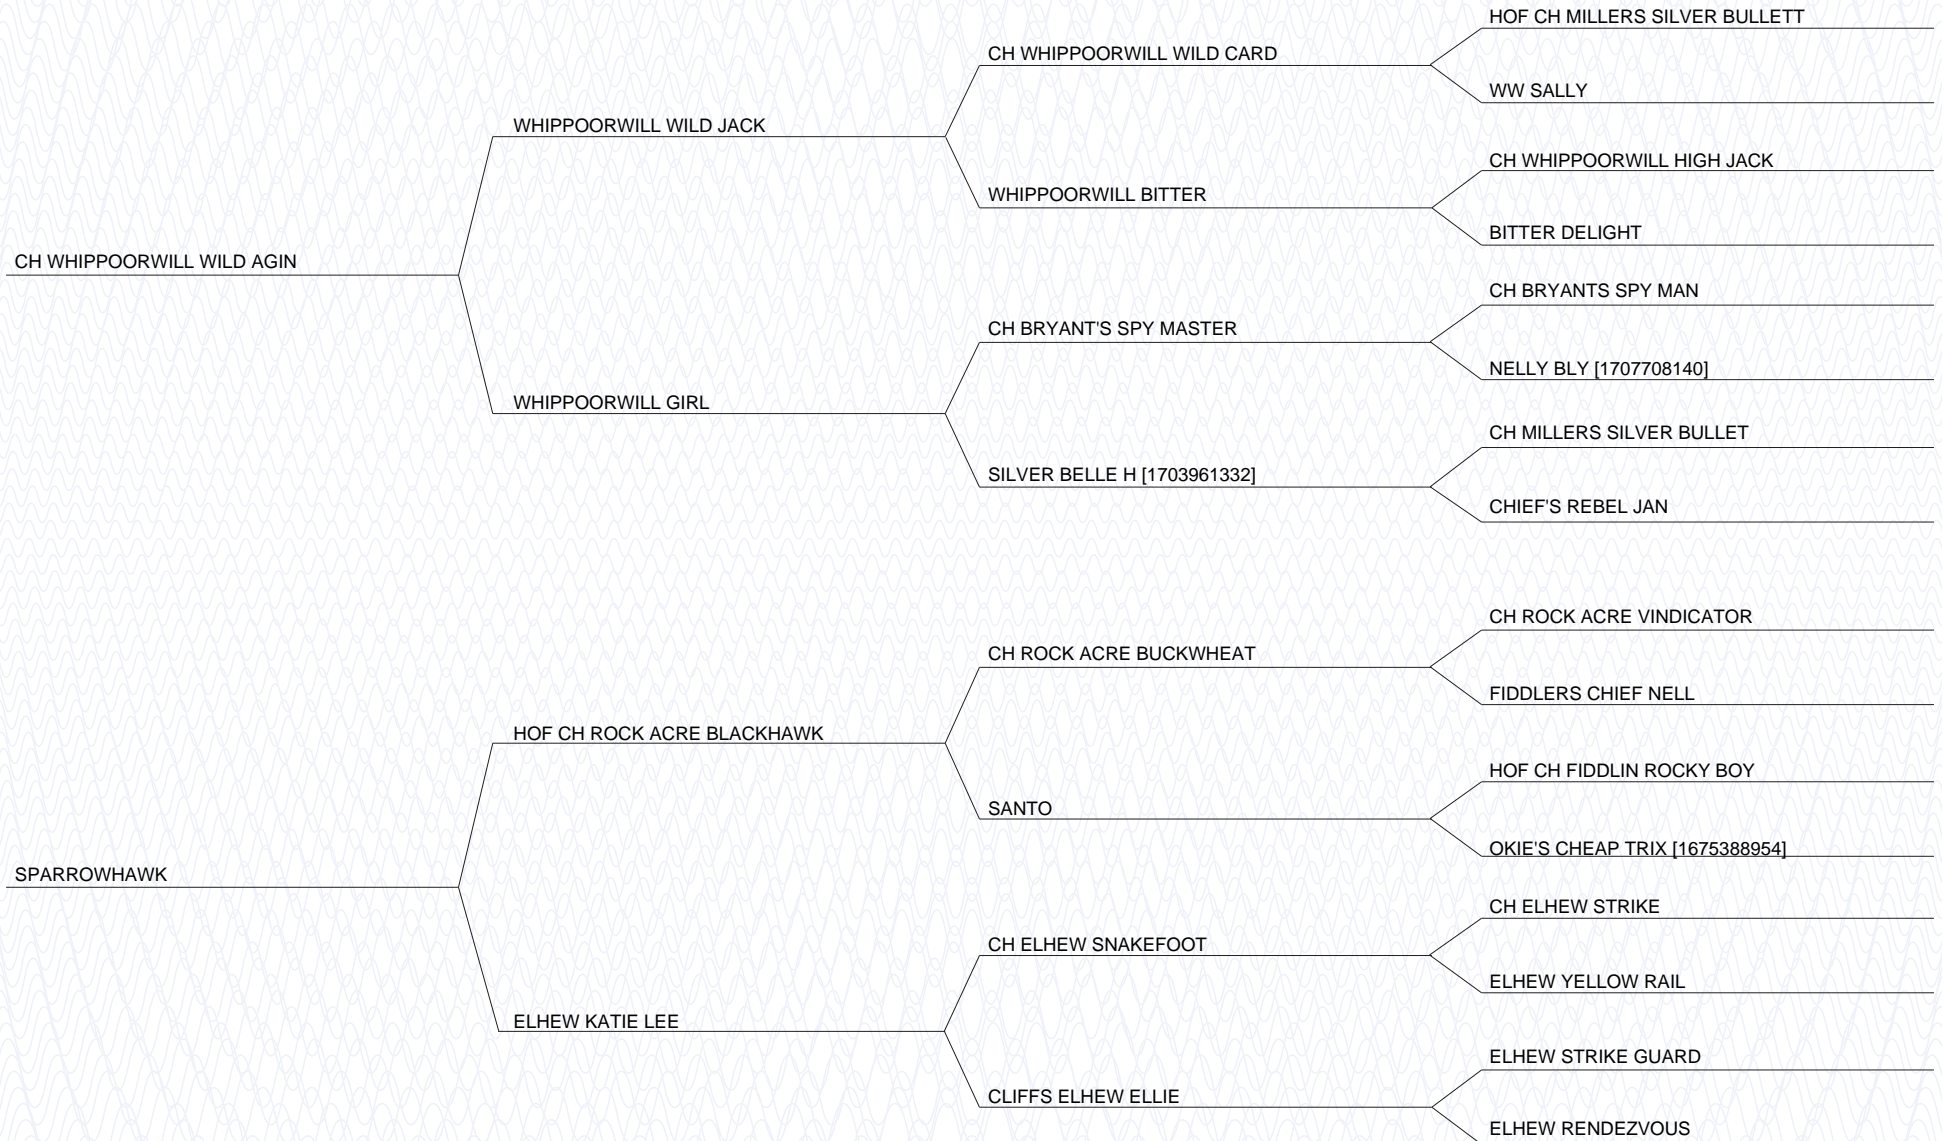 HOF CH MILLERS SILVER BULLETT
CH WHIPPOORWILL WILD CARD
WW SALLY
WHIPPOORWILL WILD JACK
CH WHIPPOORWILL HIGH JACK
WHIPPOORWILL BITTER
BITTER DELIGHT
CH WHIPPOORWILL WILD AGIN
CH BRYANTS SPY MAN
CH BRYANT'S SPY MASTER
NELLY BLY [1707708140]
WHIPPOORWILL GIRL
CH MILLERS SILVER BULLET
SILVER BELLE H [1703961332]
CHIEF'S REBEL JAN
CH ROCK ACRE VINDICATOR
CH ROCK ACRE BUCKWHEAT
FIDDLERS CHIEF NELL
HOF CH ROCK ACRE BLACKHAWK
HOF CH FIDDLIN ROCKY BOY
SANTO
OKIE'S CHEAP TRIX [1675388954]
SPARROWHAWK
CH ELHEW STRIKE
CH ELHEW SNAKEFOOT
ELHEW YELLOW RAIL
ELHEW KATIE LEE
ELHEW STRIKE GUARD
CLIFFS ELHEW ELLIE
ELHEW RENDEZVOUS